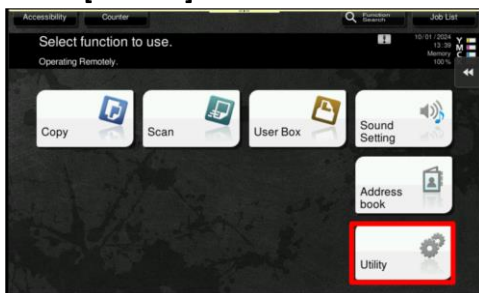 Accessibility Counter Function Search Job List
Select function to use.
Operating Remotely.
10/01/2024
13:39
Memory
100%
Y
M
C
Copy
Scan
User Box
Sound
Setting
Address
book
Utility